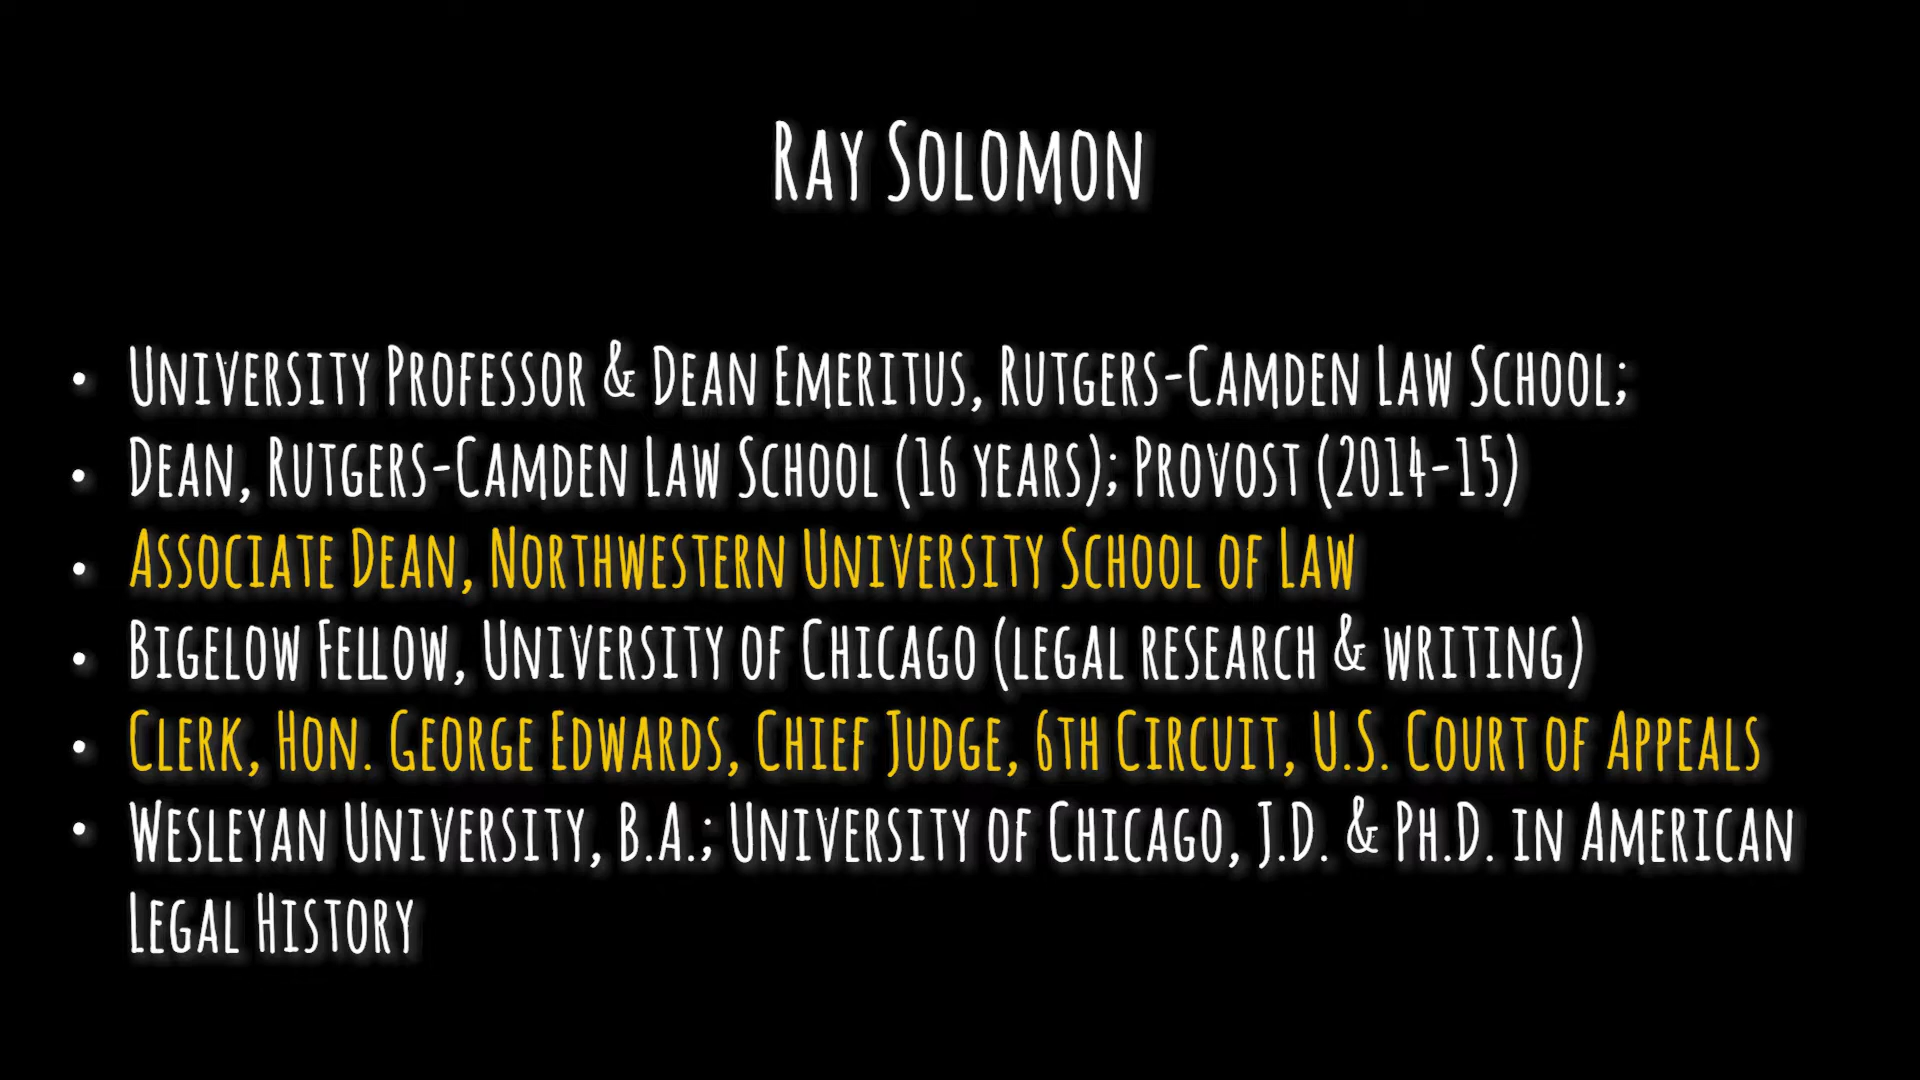 Ray Solomon
• University Professor & Dean Emeritus, Rutgers-Camden Law School;
• Dean, Rutgers-Camden Law School (16 years); Provost (2014-15)
• Associate Dean, Northwestern University School of Law
• Bigelow Fellow, University of Chicago (legal research & writing)
• Clerk, Hon. George Edwards, Chief Judge, 6th Circuit, U.S. Court of Appeals
• Wesleyan University, B.A.; University of Chicago, J.D. & Ph.D. in American
Legal History